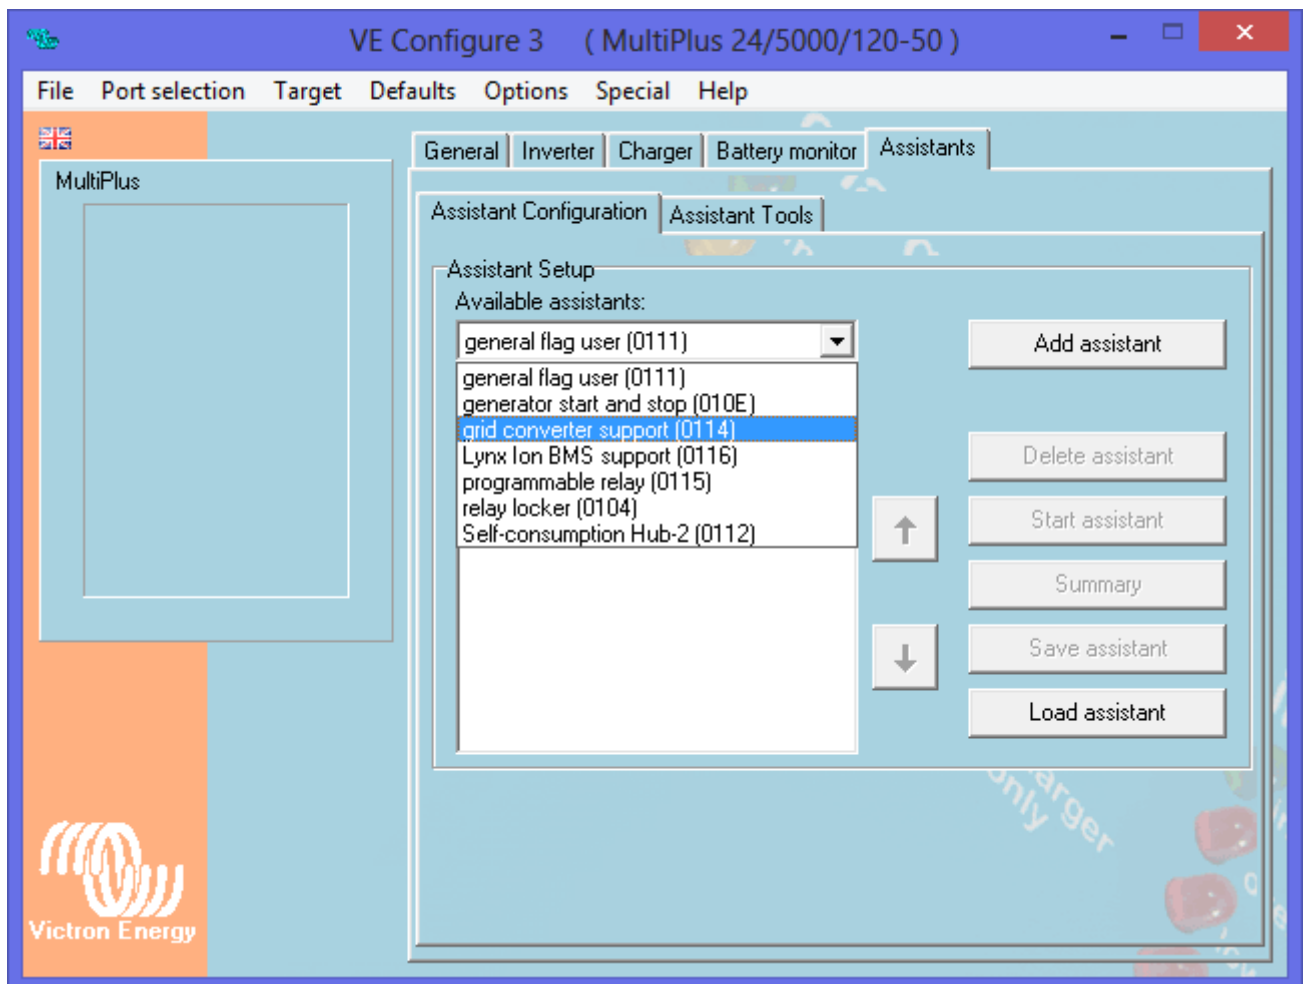 VE Configure 3 ( MultiPlus 24/5000/120-50 )
File Port selection Target Defaults Options Special Help
General Inverter Charger Battery monitor Assistants
MultiPlus
Assistant Configuration Assistant Tools
Assistant Setup
Available assistants:
general flag user (0111)
Add assistant
general flag user (0111)
generator start and stop (010E)
grid converter support (0114)
Lynx Ion BMS support (0116)
programmable relay (0115)
relay locker (0104)
Self-consumption Hub-2 (0112)
Delete assistant
Start assistant
Summary
Save assistant
Load assistant
charger
only
Victron Energy